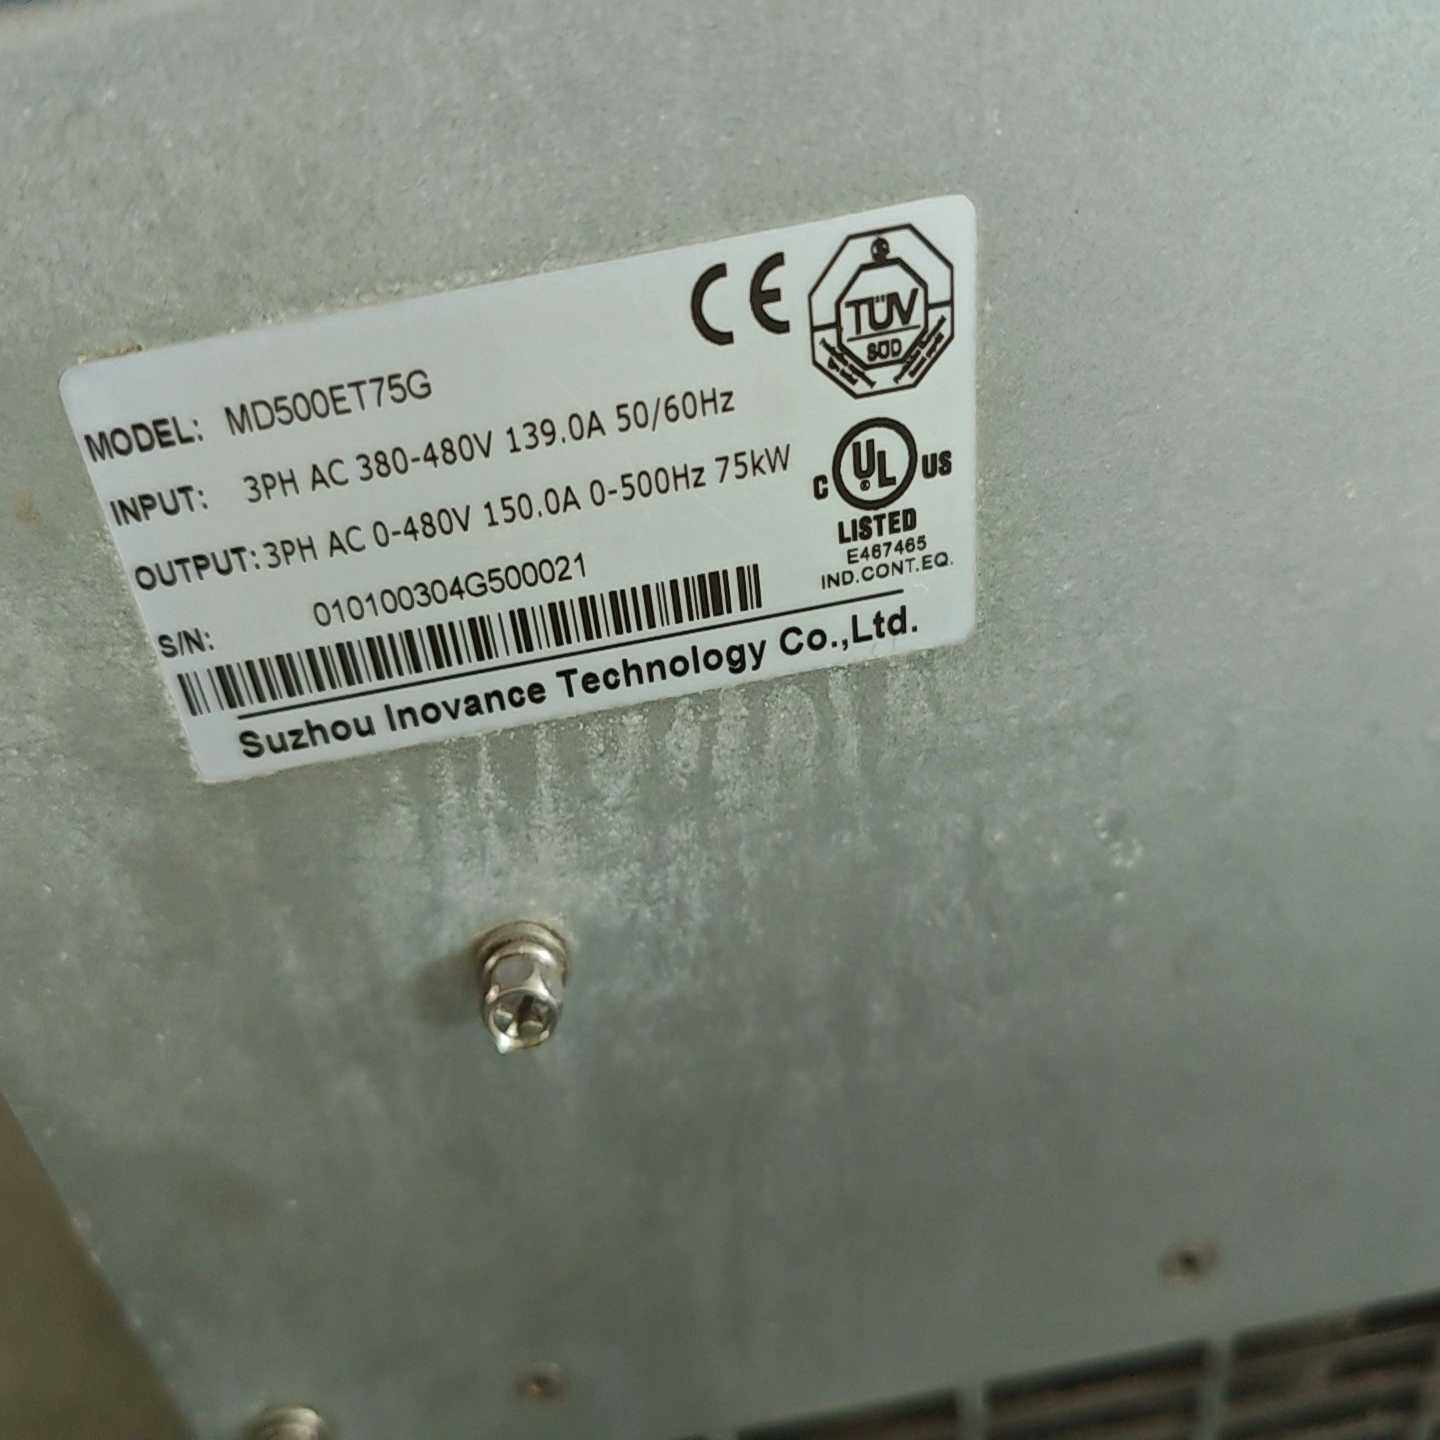 CE
TÜV
SÜD
MODEL: MD500ET75G
INPUT: 3PH AC 380-480V 139.0A 50/60Hz
OUTPUT: 3PH AC 0-480V 150.0A 0-500Hz 75kW
C UL US
®
LISTED
E467465
IND.CONT.EQ.
S/N: 010100304G500021
Suzhou Inovance Technology Co.,Ltd.